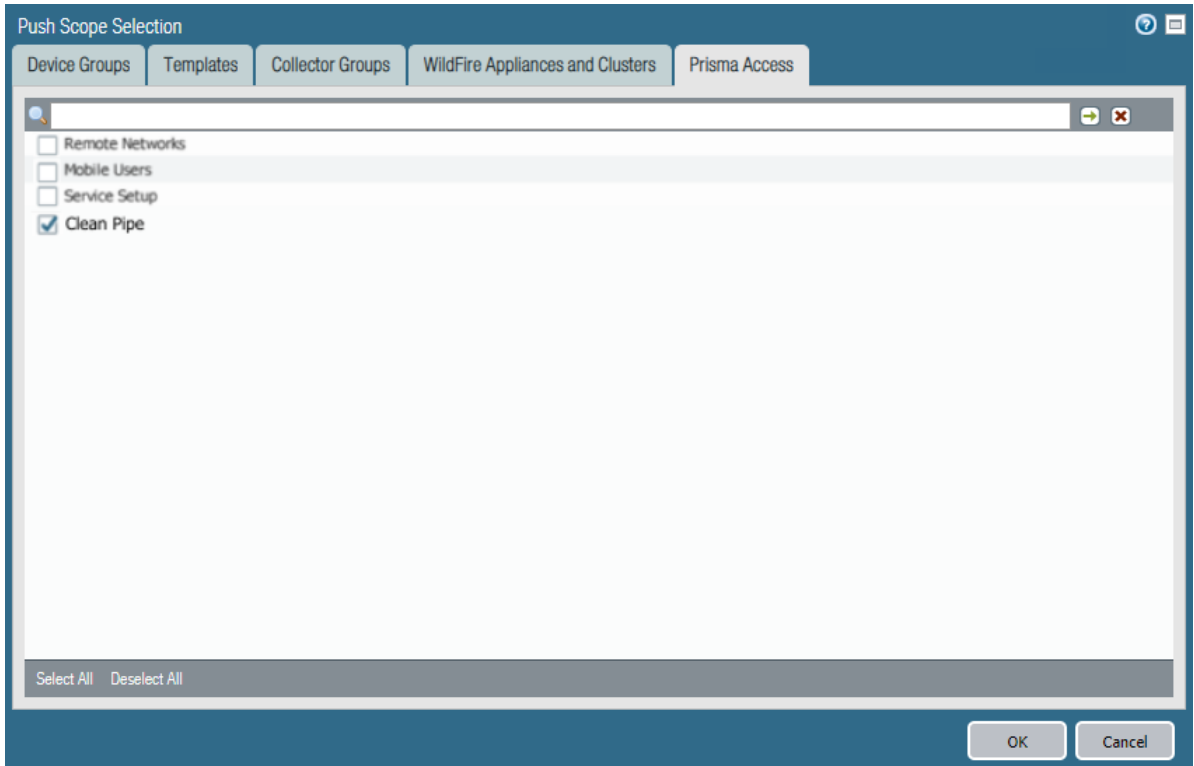 Push Scope Selection
Device Groups Templates Collector Groups WildFire Appliances and Clusters Prisma Access
Remote Networks
Mobile Users
Service Setup
Clean Pipe
Select All Deselect All
OK Cancel